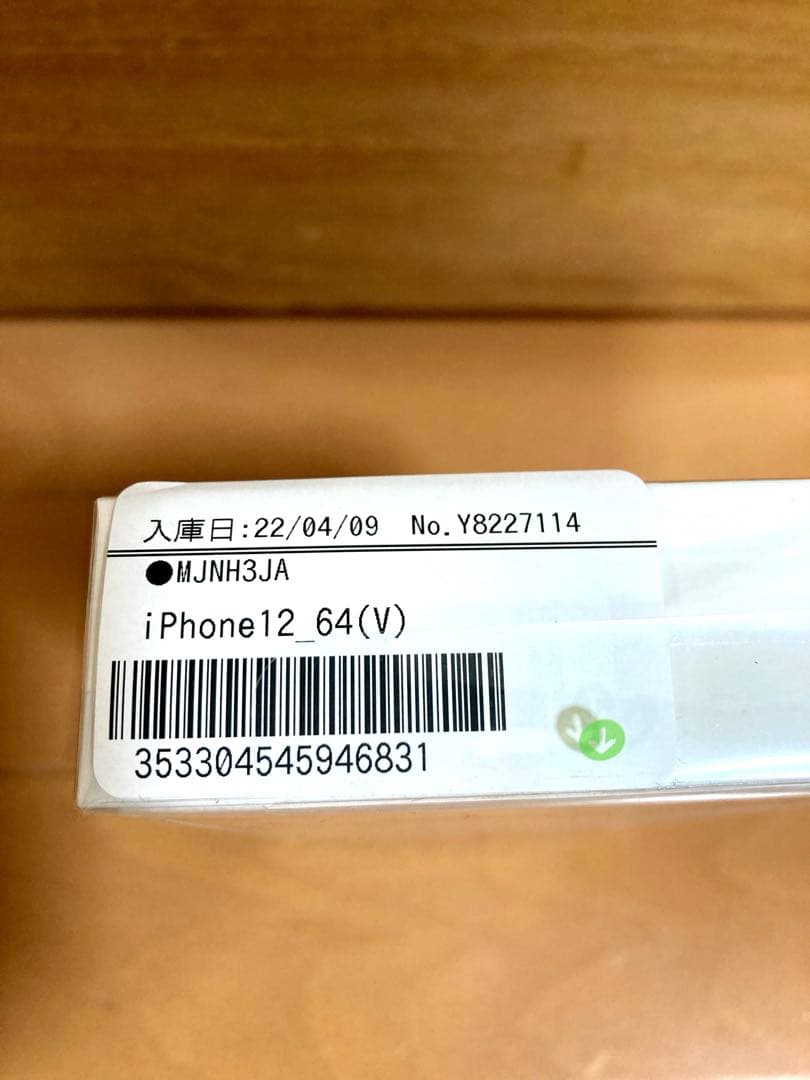 入庫日:22/04/09 No.Y8227114
●MJNH3JA
iPhone12_64(V)
353304545946831